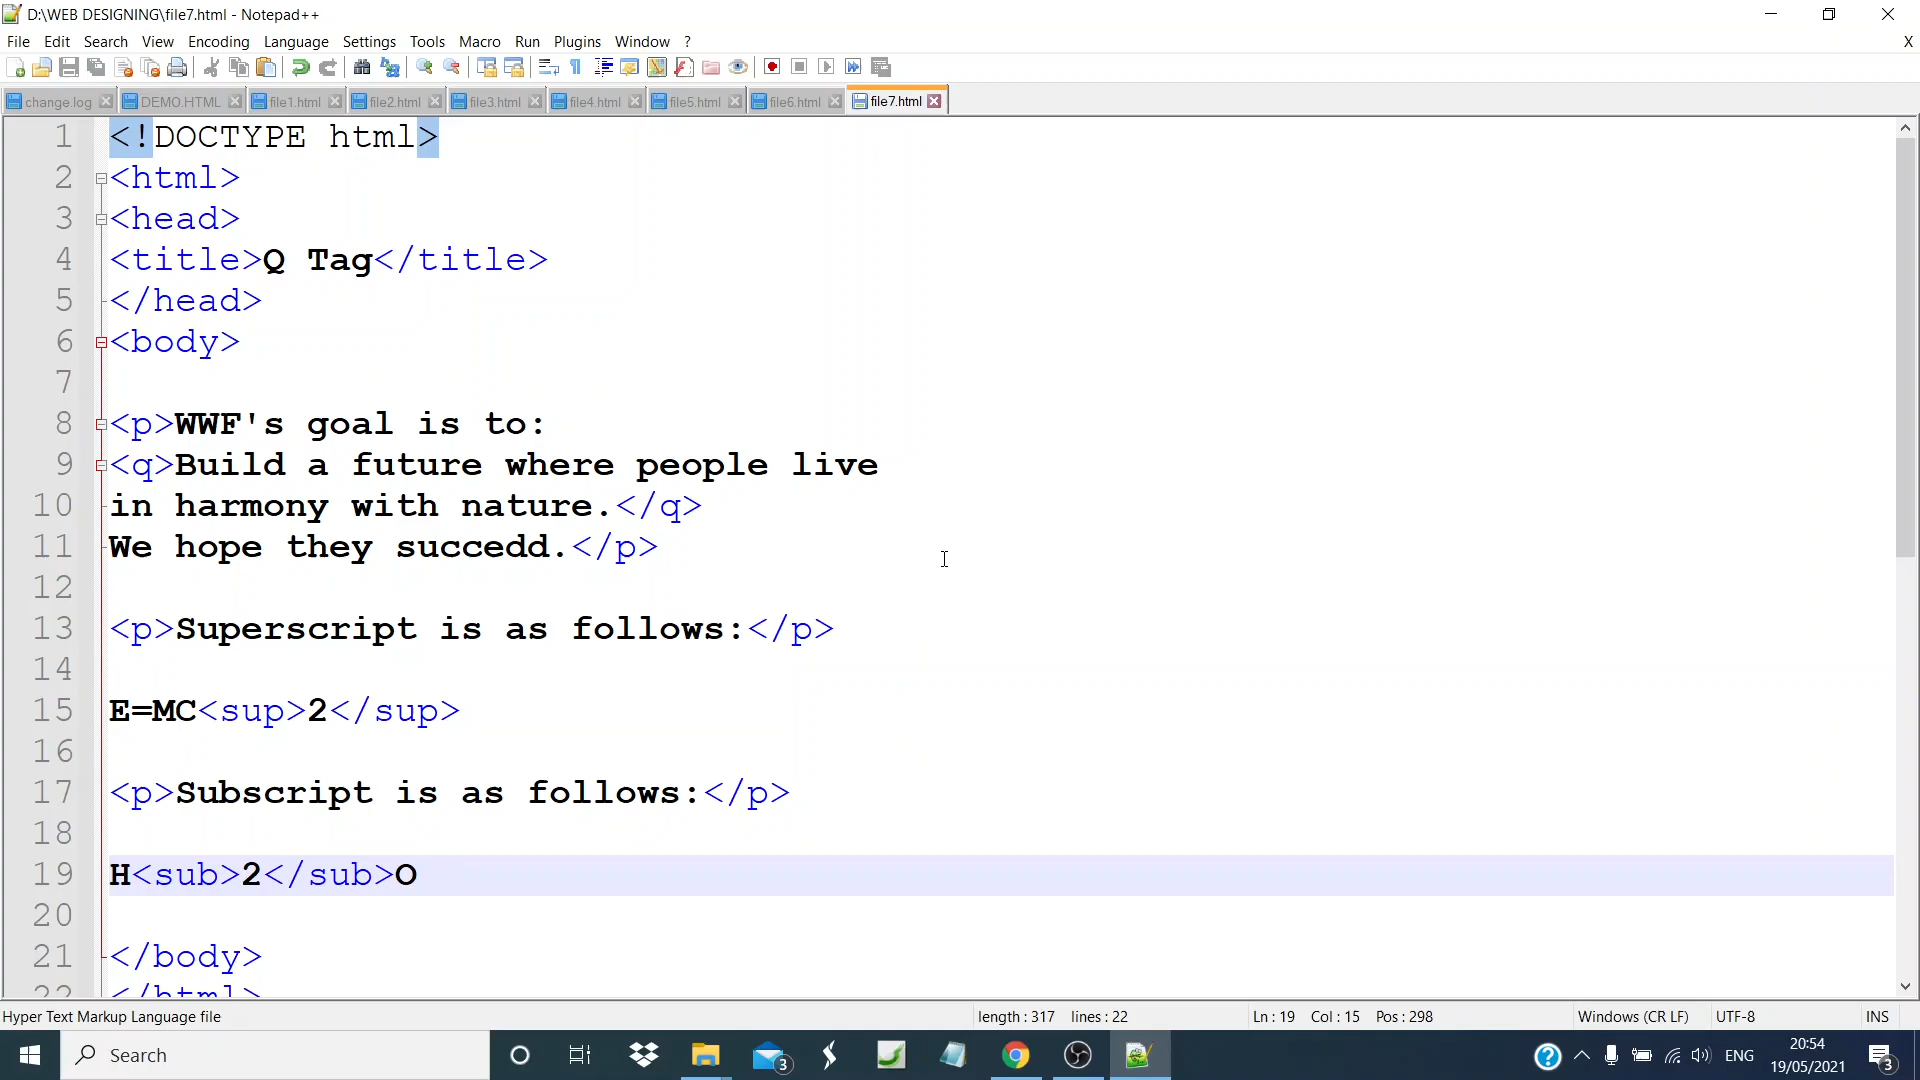 D:\WEB DESIGNING\file7.html - Notepad++
File Edit Search View Encoding Language Settings Tools Macro Run Plugins Window ? X
change.log DEMO.HTML file1.html file2.html file3.html file4.html file5.html file6.html file7.html
1 <!DOCTYPE html>
2 <html>
3 <head>
4 <title>Q Tag</title>
5 </head>
6 <body>
7
8 <p>WWF's goal is to:
9 <q>Build a future where people live
10 in harmony with nature.</q>
11 We hope they succedd.</p>
12
13 <p>Superscript is as follows:</p>
14
15 E=MC<sup>2</sup>
16
17 <p>Subscript is as follows:</p>
18
19 H<sub>2</sub>O
20
21 </body>
22 </html>
Hyper Text Markup Language file length : 317 lines : 22 Ln : 19 Col : 15 Pos : 298 Windows (CR LF) UTF-8 INS
Search 3 ENG 20:54 3
19/05/2021